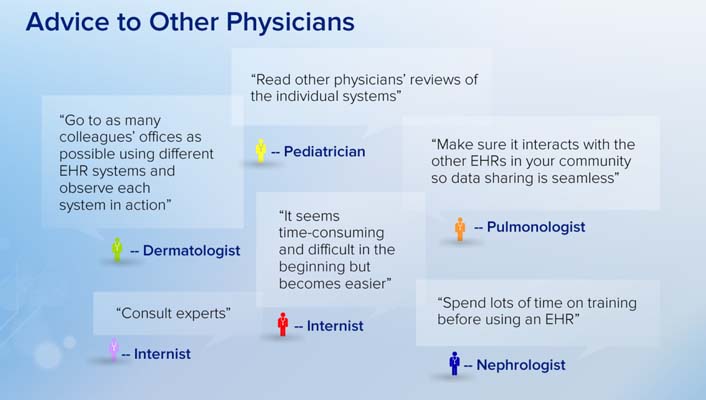 Advice to Other Physicians
“Read other physicians’ reviews of
the individual systems”
-- Pediatrician
“Go to as many
colleagues’ offices as
possible using different
EHR systems and
observe each
system in action”
-- Dermatologist
“Make sure it interacts with the
other EHRs in your community
so data sharing is seamless”
-- Pulmonologist
“It seems
time-consuming
and difficult in the
beginning but
becomes easier”
-- Internist
“Consult experts”
-- Internist
“Spend lots of time on training
before using an EHR”
-- Nephrologist